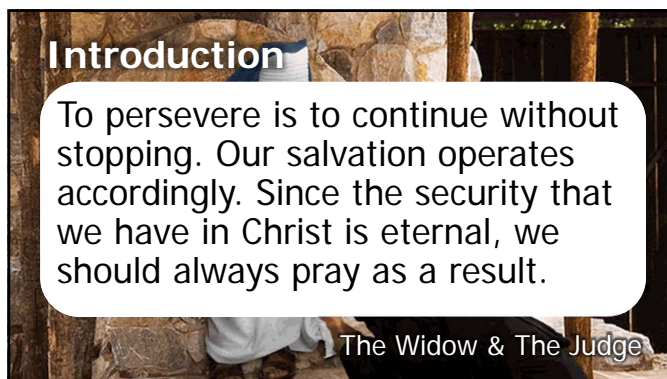 Introduction
To persevere is to continue without
stopping. Our salvation operates
accordingly. Since the security that
we have in Christ is eternal, we
should always pray as a result.
The Widow & The Judge